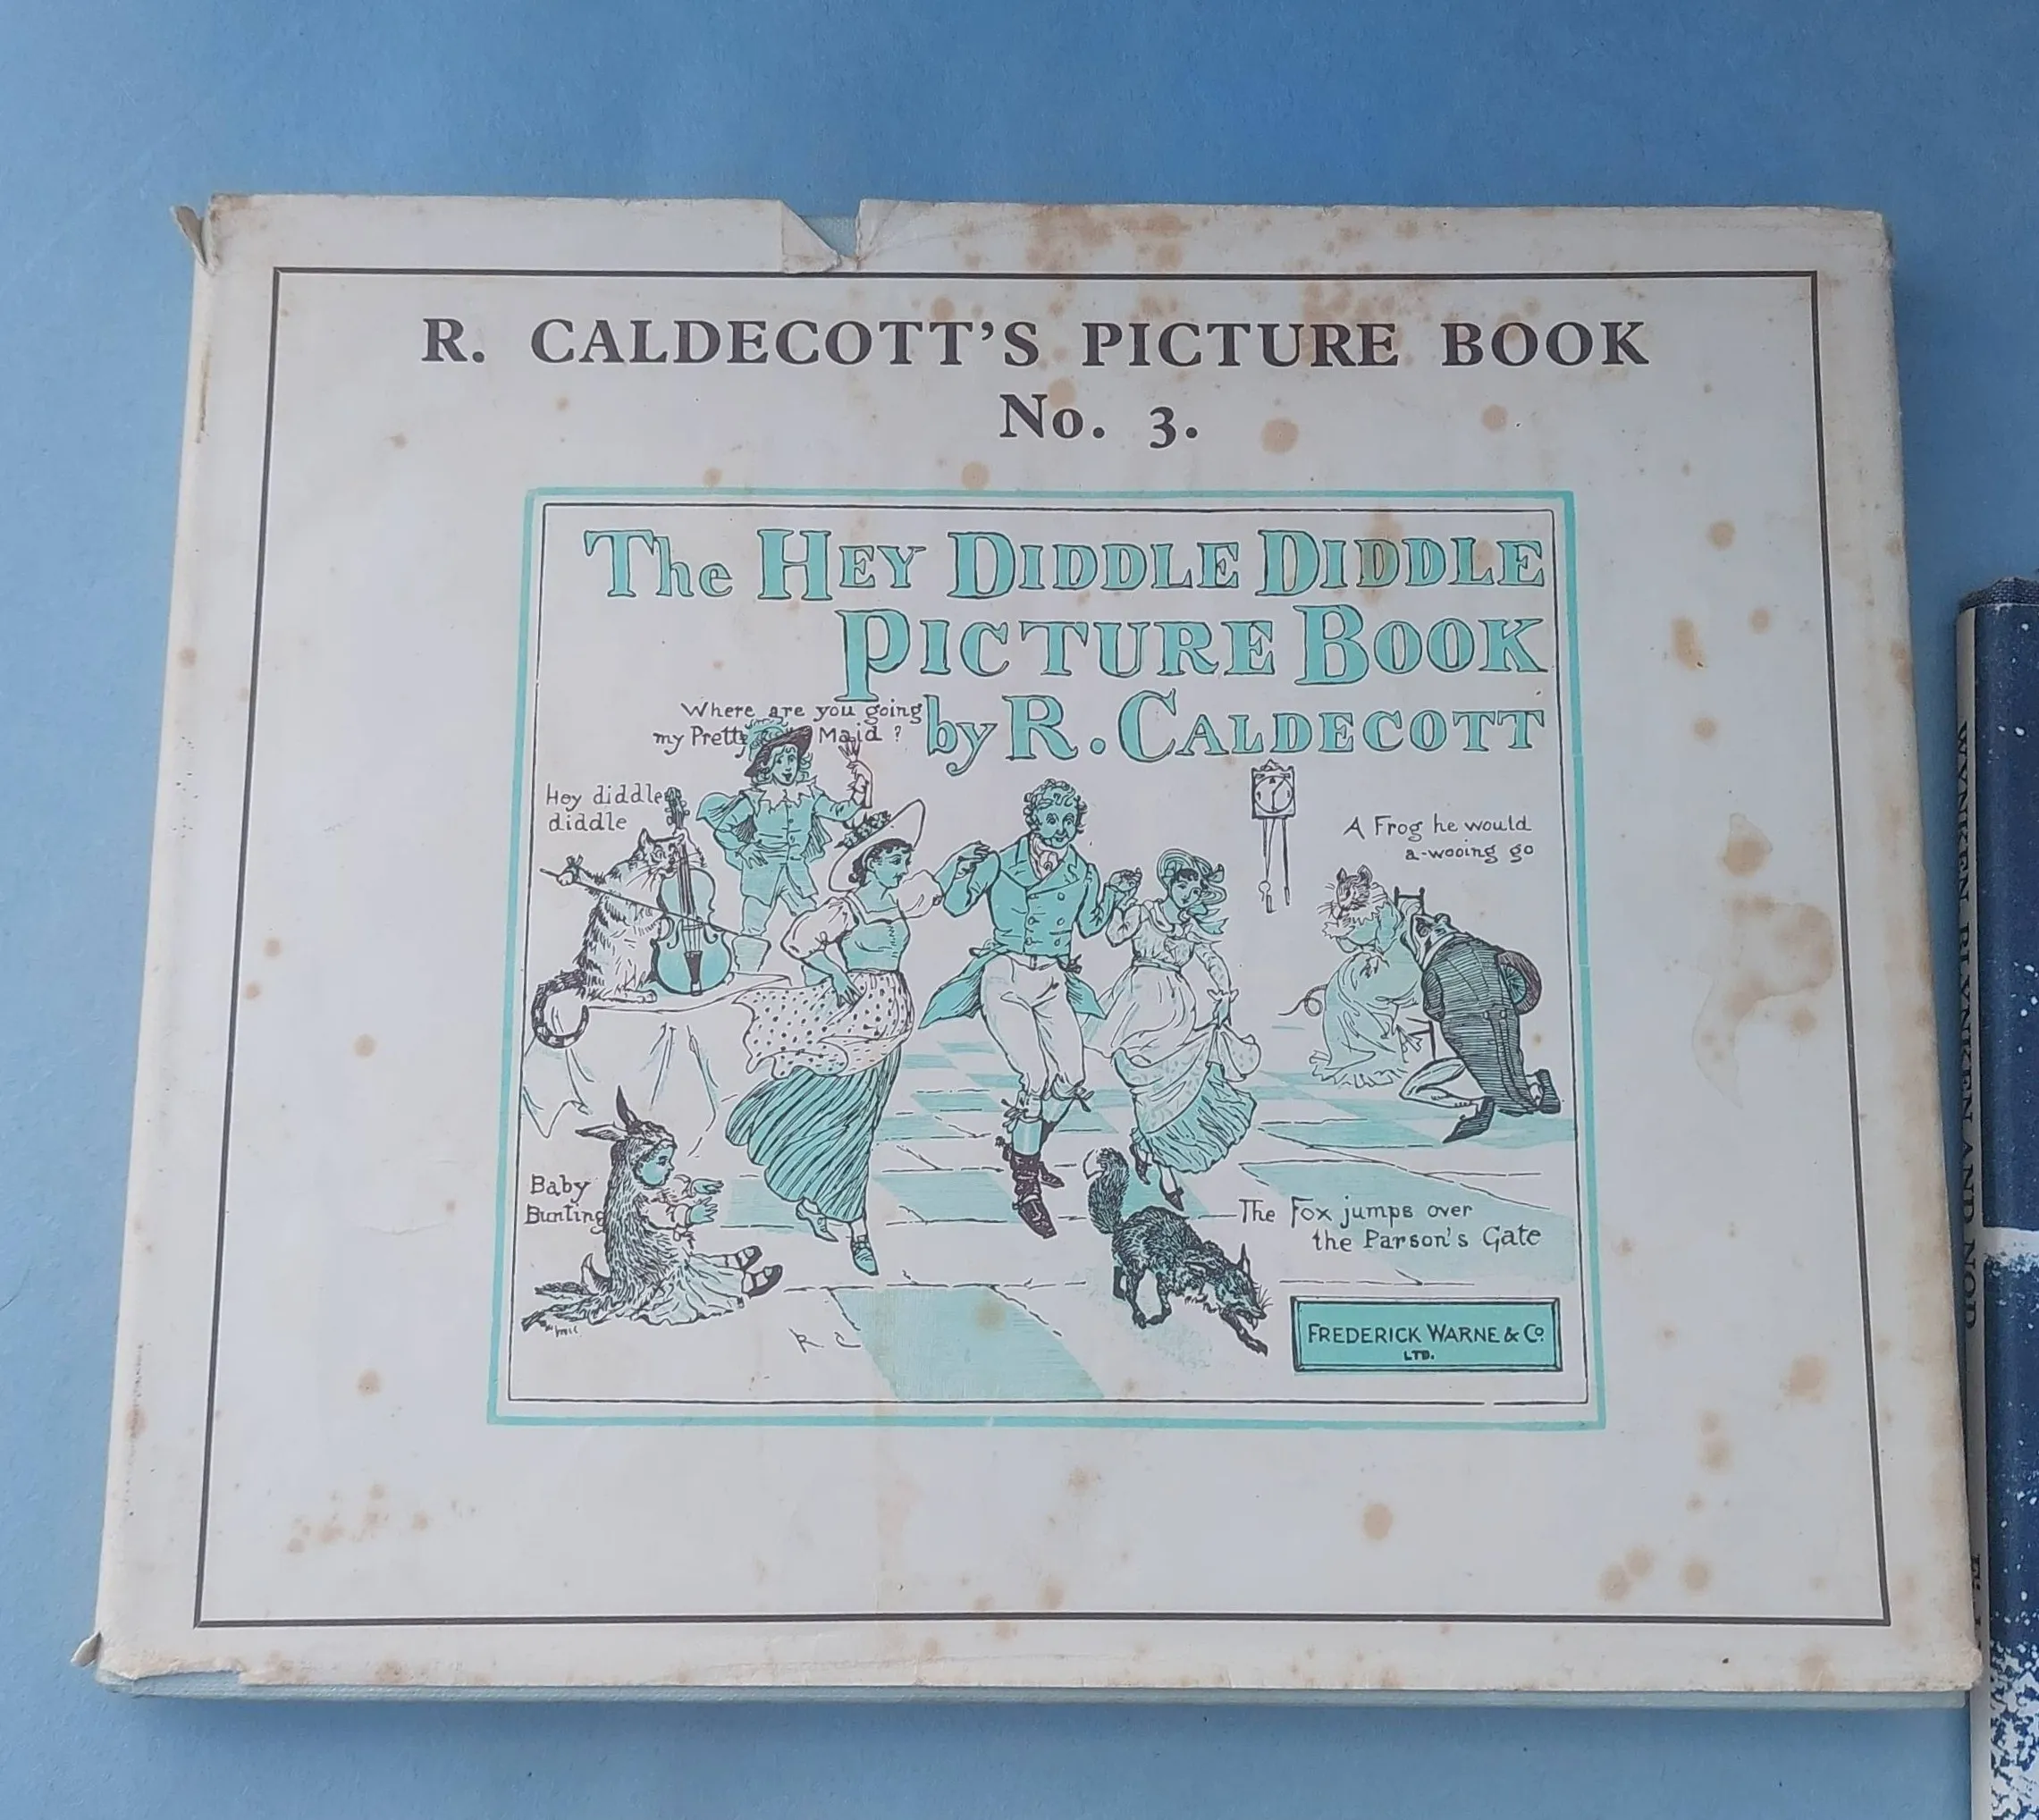 R. CALDECOTT'S PICTURE BOOK
No. 3.
The HEY DIDDLE DIDDLE
PICTURE BOOK
by R. CALDECOTT
Where are you going
my Pretty Maid ?
Hey diddle
diddle
A Frog he would
a-wooing go
Baby
Bunting
The Fox jumps over
the Parson's Gate
R C
FREDERICK WARNE & Co.
LTD.
WYNKEN BLYNKEN AND NOD